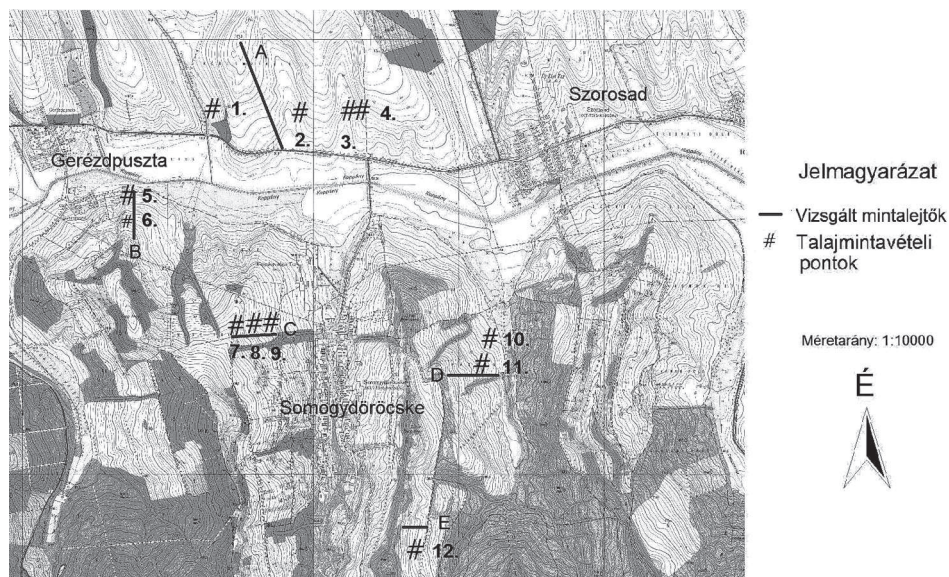 A
Szorosad
# 1.
#
2.
## 
3.
4.
Gerézdpuszta
Koppány
# 5.
# 6.
B
### C
7. 8. 9.
# 10.
# 11.
D
Somogydöröcske
E
# 12.
Jelmagyarázat
Vizsgált mintalejtők
# Talajmintavételi
pontok
Méretarány: 1:10000
É